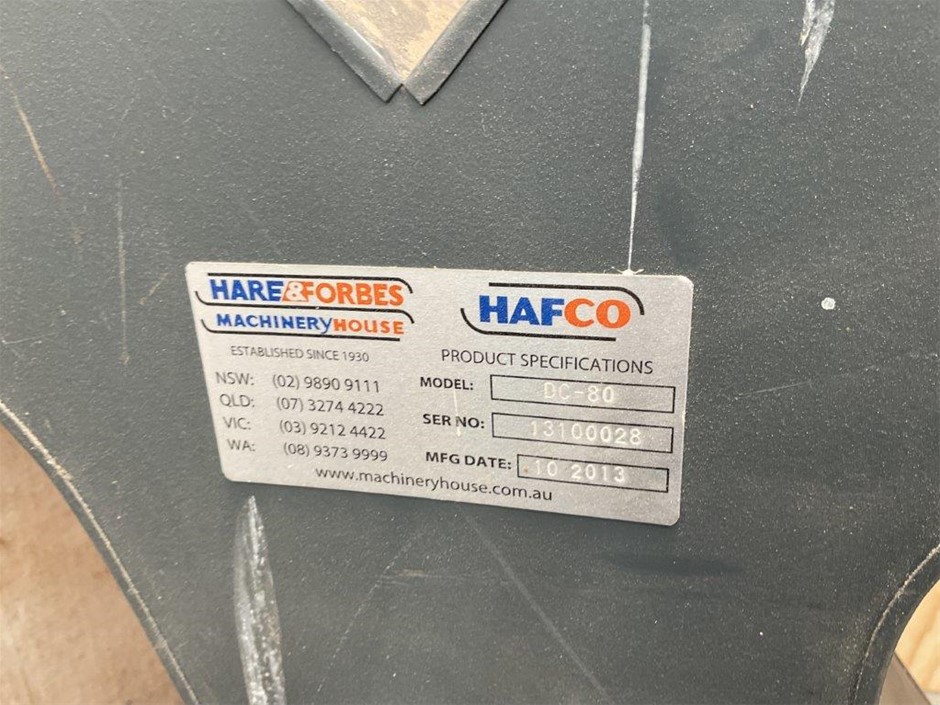 HARE&FORBES
MACHINERYHOUSE
ESTABLISHED SINCE 1930
NSW: (02) 9890 9111
QLD: (07) 3274 4222
VIC: (03) 9212 4422
WA: (08) 9373 9999
HAFCO
PRODUCT SPECIFICATIONS
MODEL: DC-80
SER NO: 13100028
MFG DATE: 10 2013
www.machineryhouse.com.au